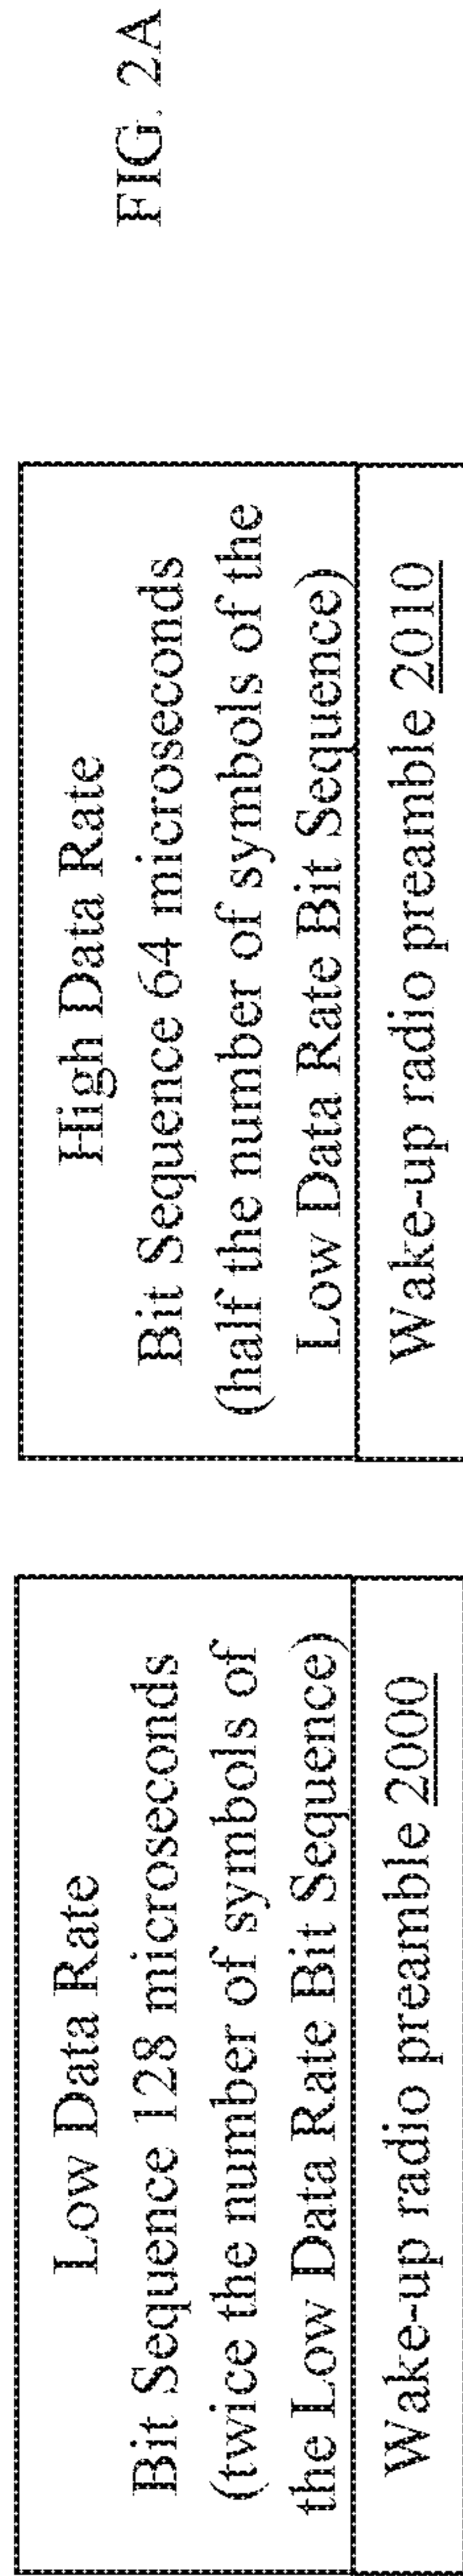 Low Data Rate
Bit Sequence 128 microseconds
(twice the number of symbols of
the Low Data Rate Bit Sequence)
Wake-up radio preamble 2000
High Data Rate
Bit Sequence 64 microseconds
(half the number of symbols of the
Low Data Rate Bit Sequence)
Wake-up radio preamble 2010
FIG. 2A